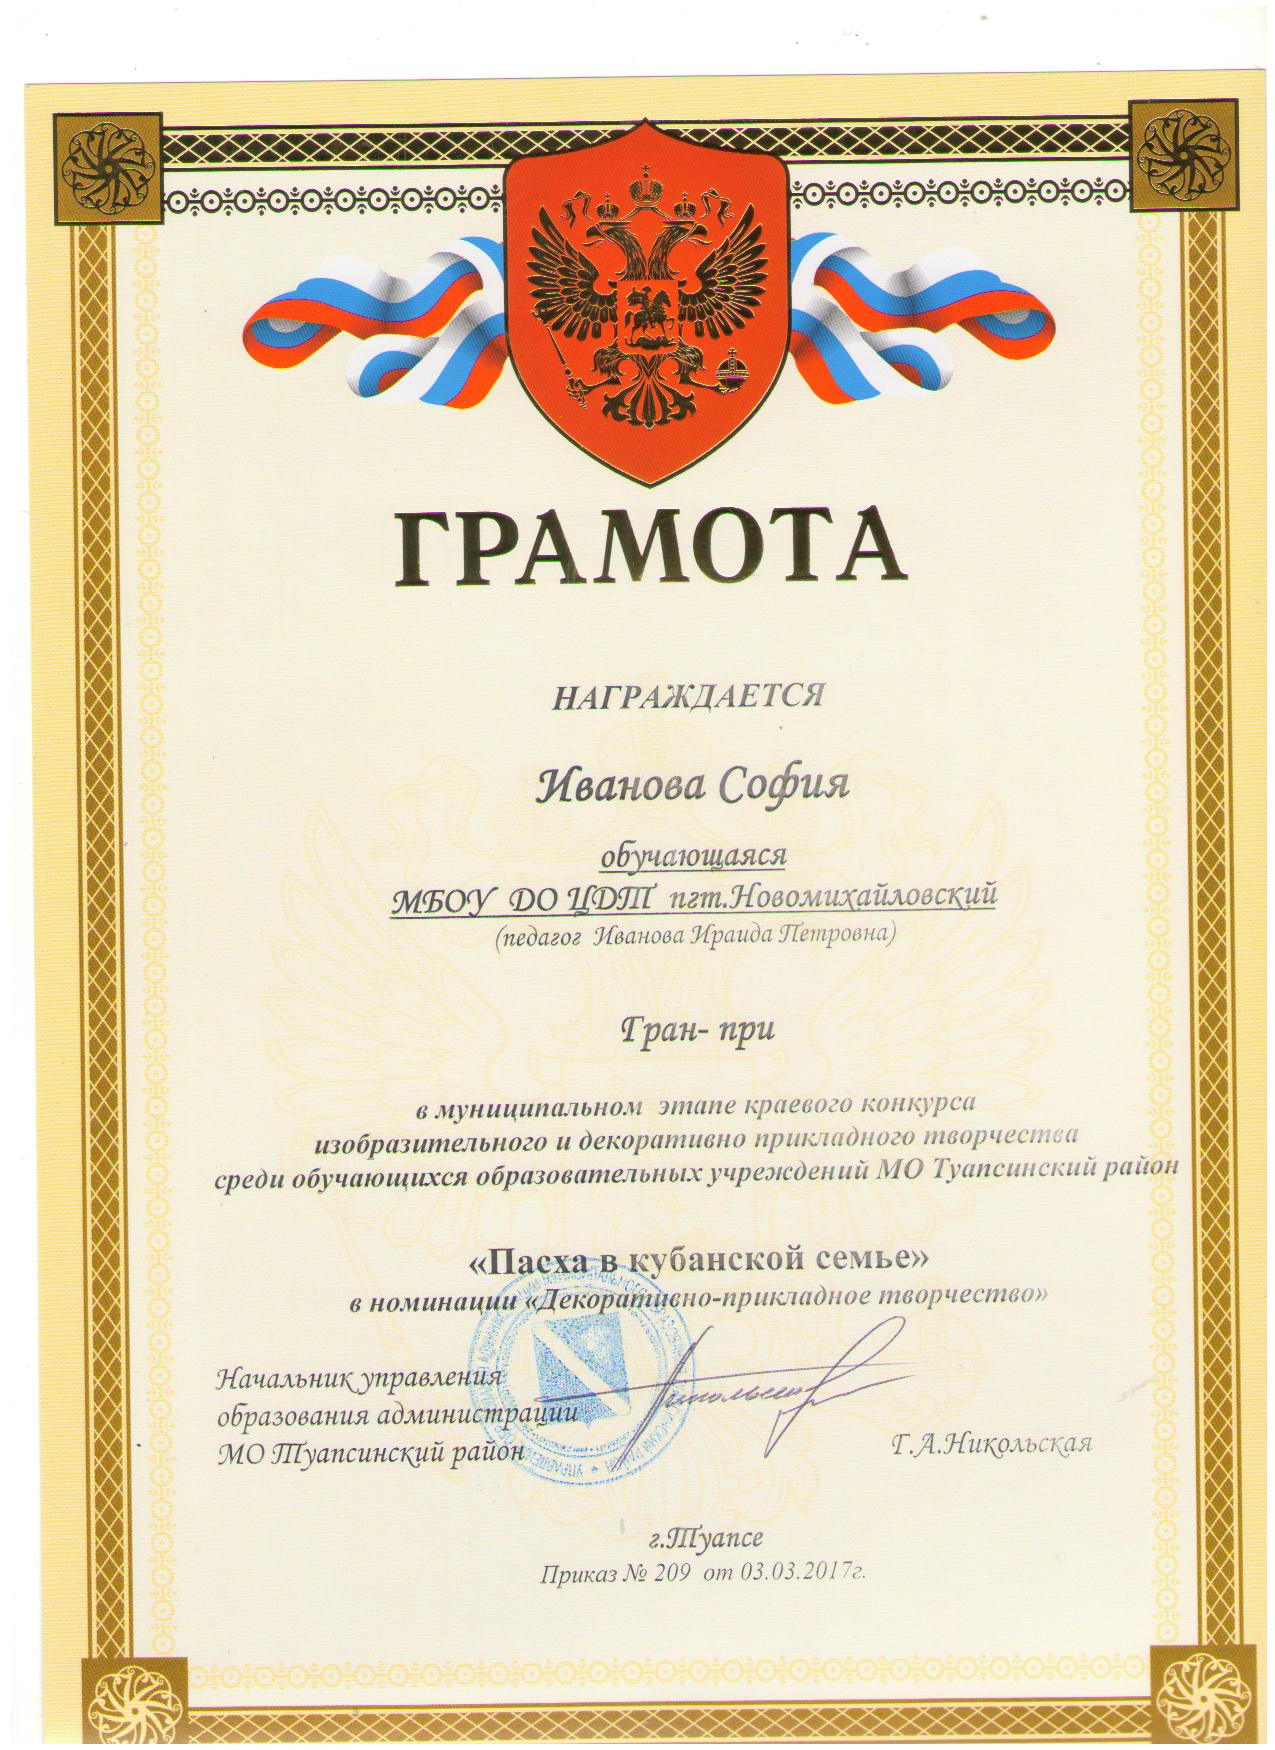 ГРАМОТА
НАГРАЖДАЕТСЯ
Иванова София
обучающаяся
МБОУ ДО ЦДТ пгт.Новомихайловский
(педагог Иванова Ираида Петровна)
Гран- при
в муниципальном этапе краевого конкурса
изобразительного и декоративно прикладного творчества
среди обучающихся образовательных учреждений МО Туапсинский район
«Пасха в кубанской семье»
в номинации «Декоративно-прикладное творчество»
Начальник управления
образования администрации
МО Туапсинский район
Г.А.Никольская
г.Туапсе
Приказ № 209 от 03.03.2017г.